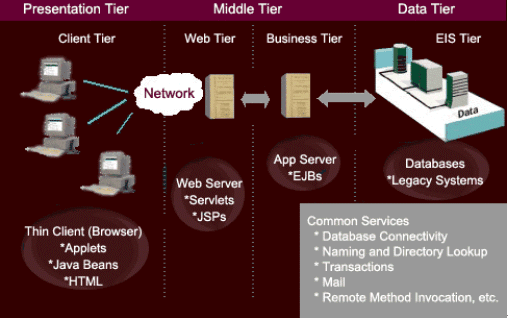 Presentation Tier
Middle Tier
Data Tier
Client Tier
Web Tier
Business Tier
EIS Tier
Network
Data
Web Server
*Servlets
*JSPs
App Server
*EJBs
Databases
*Legacy Systems
Thin Client (Browser)
*Applets
*Java Beans
*HTML
Common Services
* Database Connectivity
* Naming and Directory Lookup
* Transactions
* Mail
* Remote Method Invocation, etc.